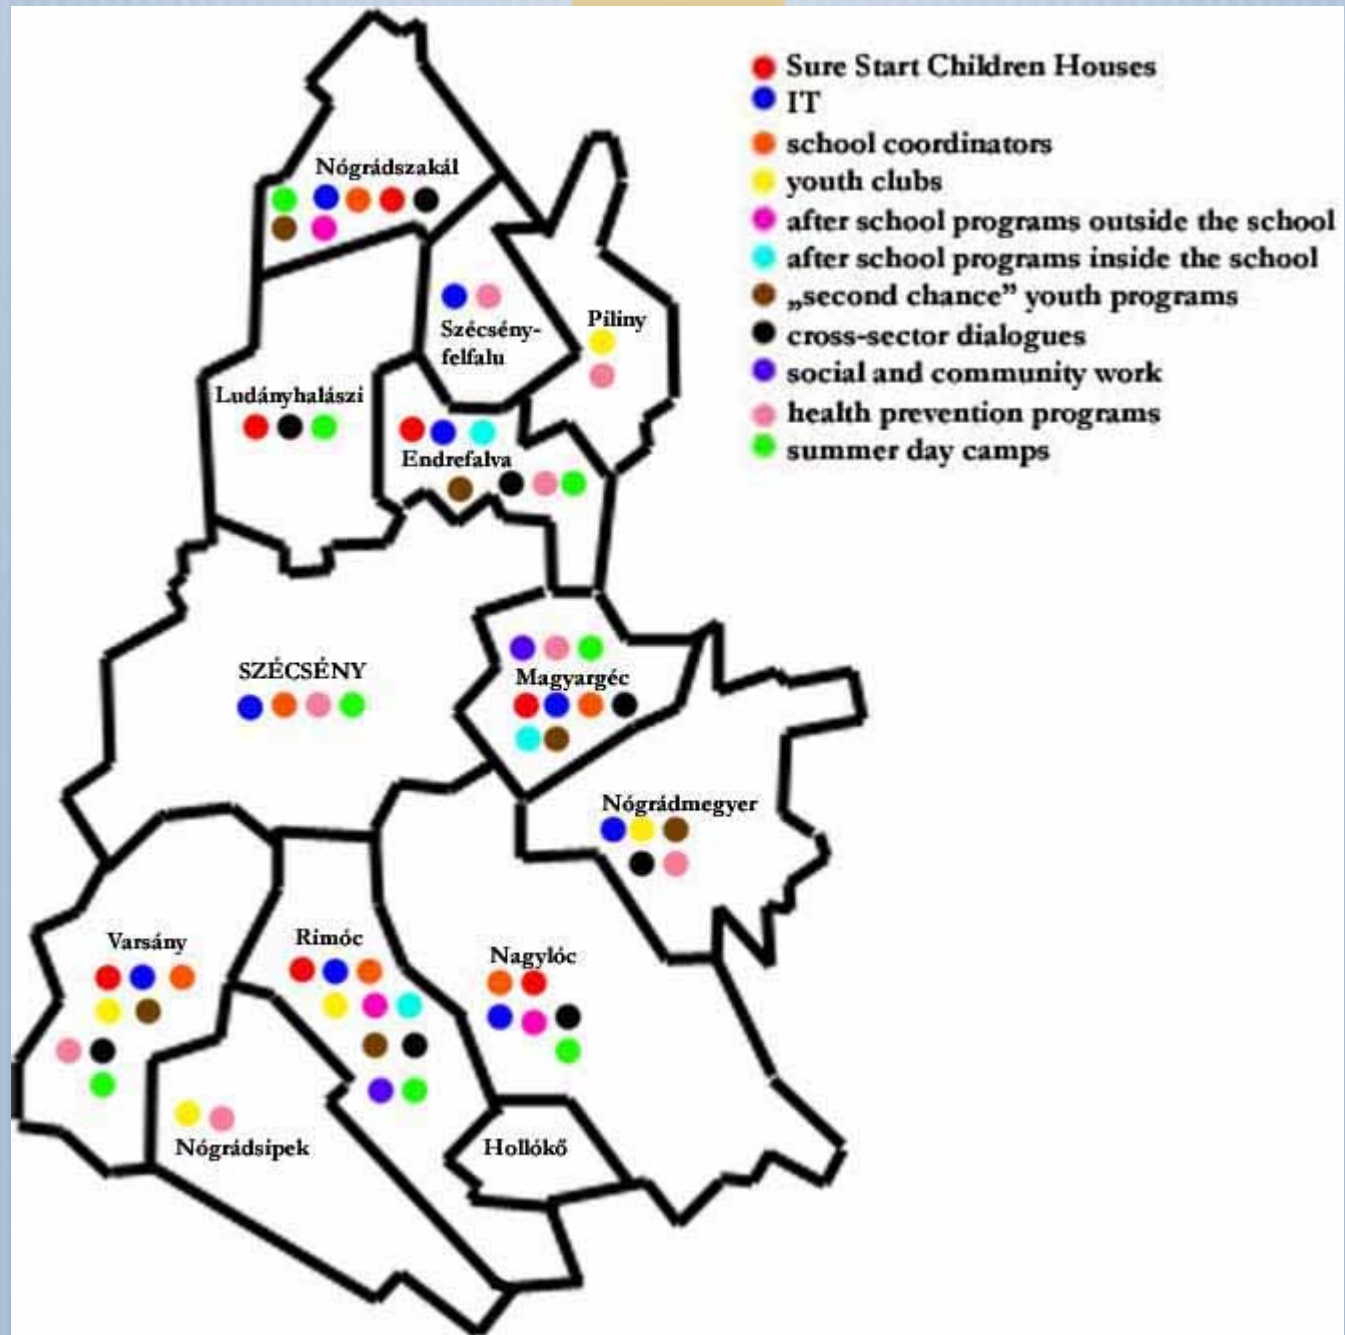 Sure Start Children Houses
IT
school coordinators
youth clubs
after school programs outside the school
after school programs inside the school
„second chance” youth programs
cross-sector dialogues
social and community work
health prevention programs
summer day camps
Nógrádszakál
Szécsény-
felfalu
Piliny
Ludányhalászi
Endrefalva
SZÉCSÉNY
Magyargéc
Nógrádmegyer
Varsány
Rimóc
Nagylóc
Nógrádsipek
Hollókő